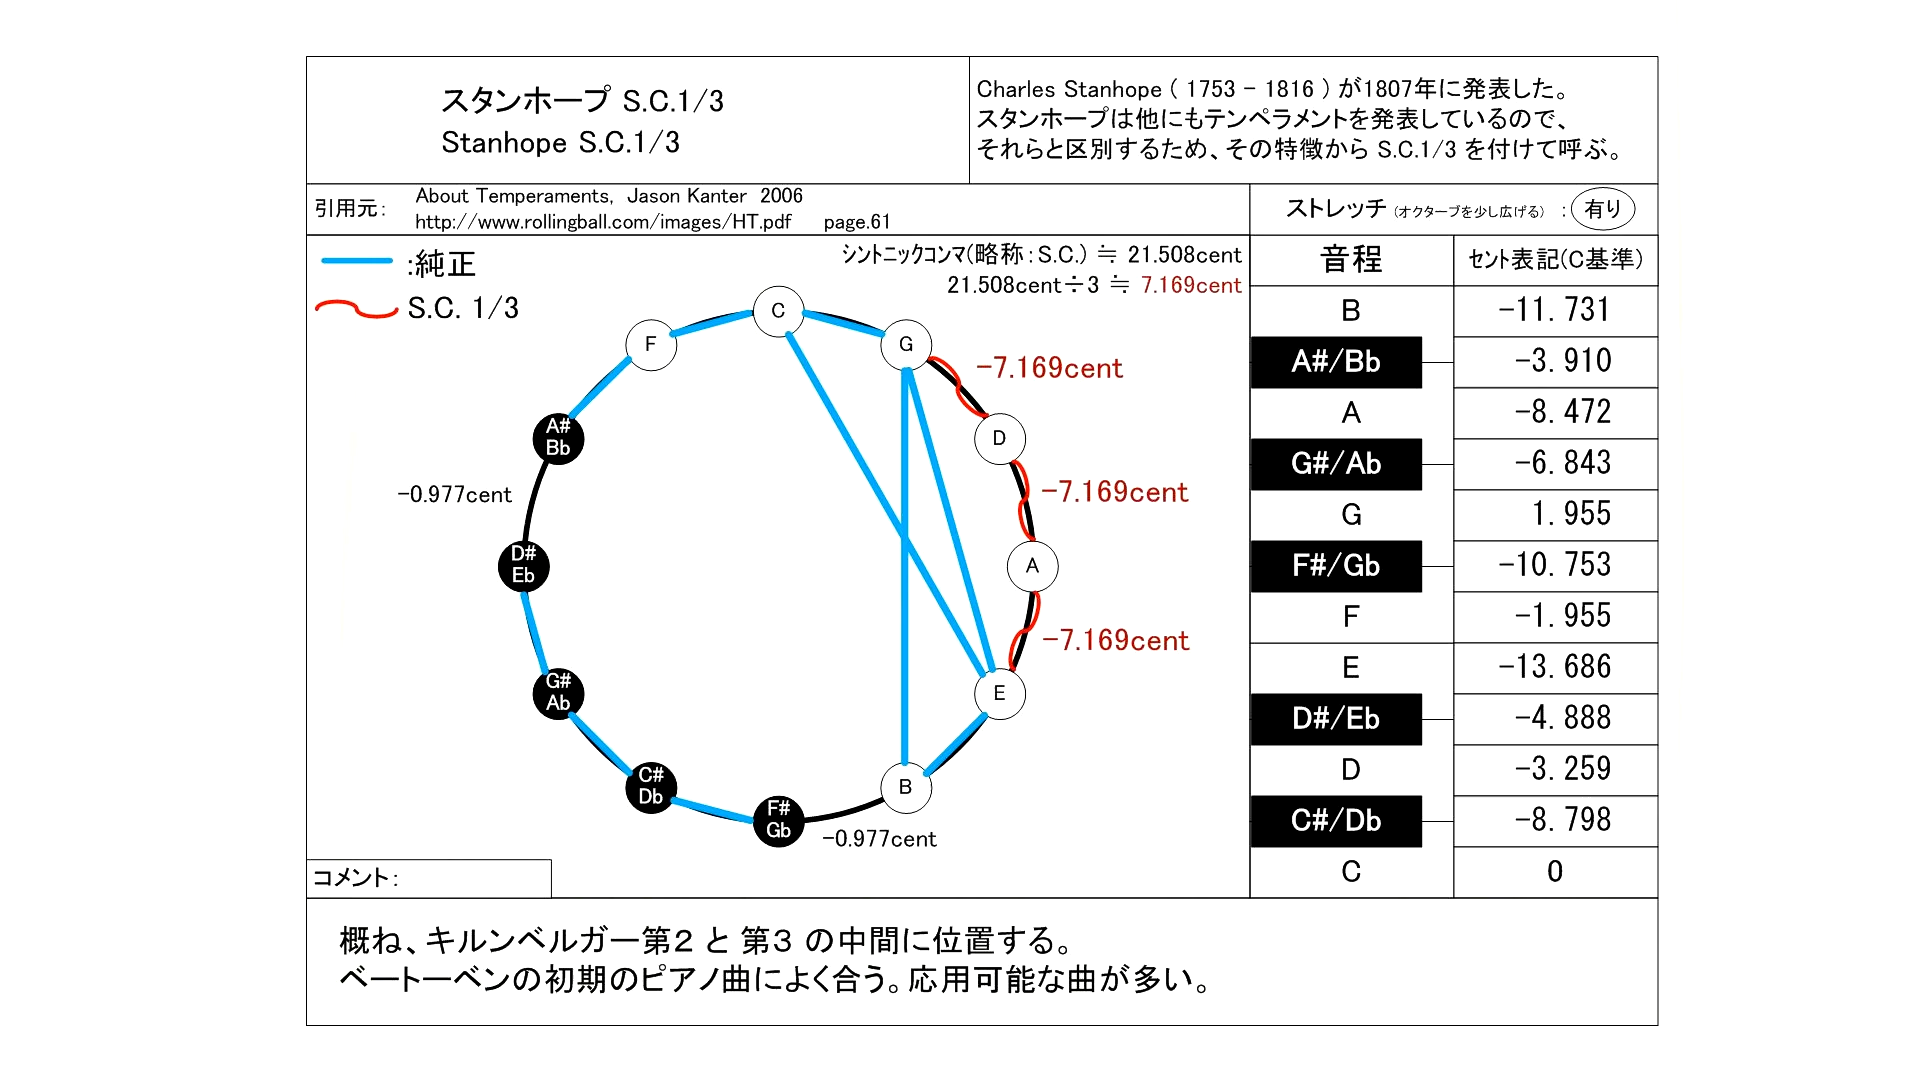 スタンホープ S.C.1/3
Stanhope S.C.1/3
Charles Stanhope ( 1753 - 1816 ) が1807年に発表した。
スタンホープは他にもテンペラメントを発表しているので、
それらと区別するため、その特徴から S.C.1/3 を付けて呼ぶ。
引用元:
About Temperaments, Jason Kanter 2006
http://www.rollingball.com/images/HT.pdf page.61
ストレッチ (オクターブを少し広げる) : 有り
:純正
S.C. 1/3
シントニックコンマ(略称:S.C.) ≒ 21.508cent
21.508cent÷3 ≒ 7.169cent
C
F
G
-7.169cent
A#
Bb
D
-0.977cent
-7.169cent
D#
Eb
A
-7.169cent
G#
Ab
E
C#
Db
B
F#
Gb
-0.977cent
音程 セント表記(C基準)
B -11.731
A#/Bb -3.910
A -8.472
G#/Ab -6.843
G 1.955
F#/Gb -10.753
F -1.955
E -13.686
D#/Eb -4.888
D -3.259
C#/Db -8.798
C 0
コメント:
概ね、キルンベルガー第2 と 第3 の中間に位置する。
ベートーベンの初期のピアノ曲によく合う。応用可能な曲が多い。